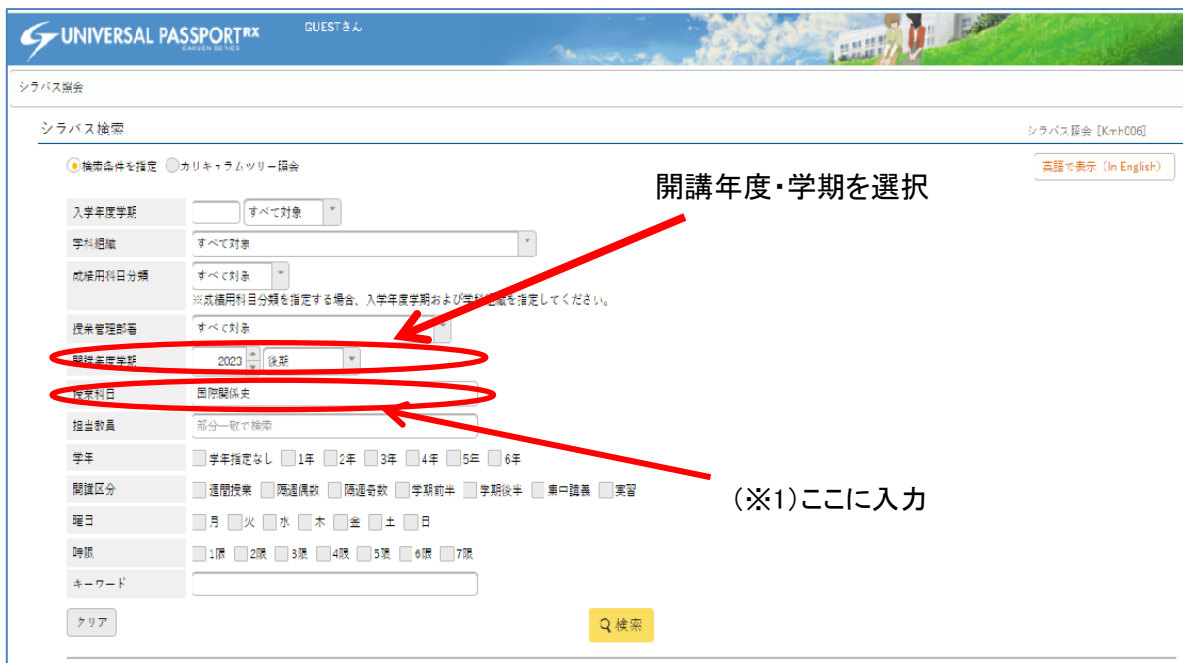 UNIVERSAL PASSPORT RX
GAKUEN SERIES
GUESTさん
シラバス照会
シラバス検索
シラバス照会 [Kmh006]
検索条件を指定 カリキュラムツリー照会
英語で表示 (In English)
開講年度・学期を選択
入学年度学期 すべて対象
学科組織 すべて対象
成績用科目分類 すべて対象
※成績用科目分類を指定する場合、入学年度学期および学科組織を指定してください。
授業管理部署 すべて対象
開講年度学期 2023 後期
授業科目 国際関係史
担当教員 部分一致で検索
学年 学年指定なし 1年 2年 3年 4年 5年 6年
開講区分 週間授業 隔週偶数 隔週奇数 学期前半 学期後半 集中講義 実習
(※1)ここに入力
曜日 月 火 水 木 金 土 日
時限 1限 2限 3限 4限 5限 6限 7限
キーワード
クリア 検索